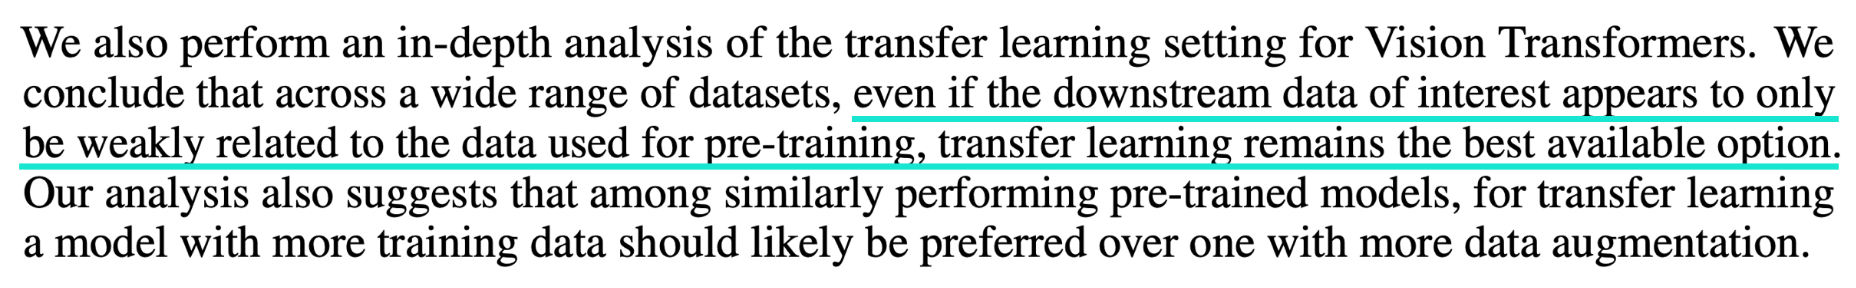 We also perform an in-depth analysis of the transfer learning setting for Vision Transformers. We
conclude that across a wide range of datasets, even if the downstream data of interest appears to only
be weakly related to the data used for pre-training, transfer learning remains the best available option.
Our analysis also suggests that among similarly performing pre-trained models, for transfer learning
a model with more training data should likely be preferred over one with more data augmentation.